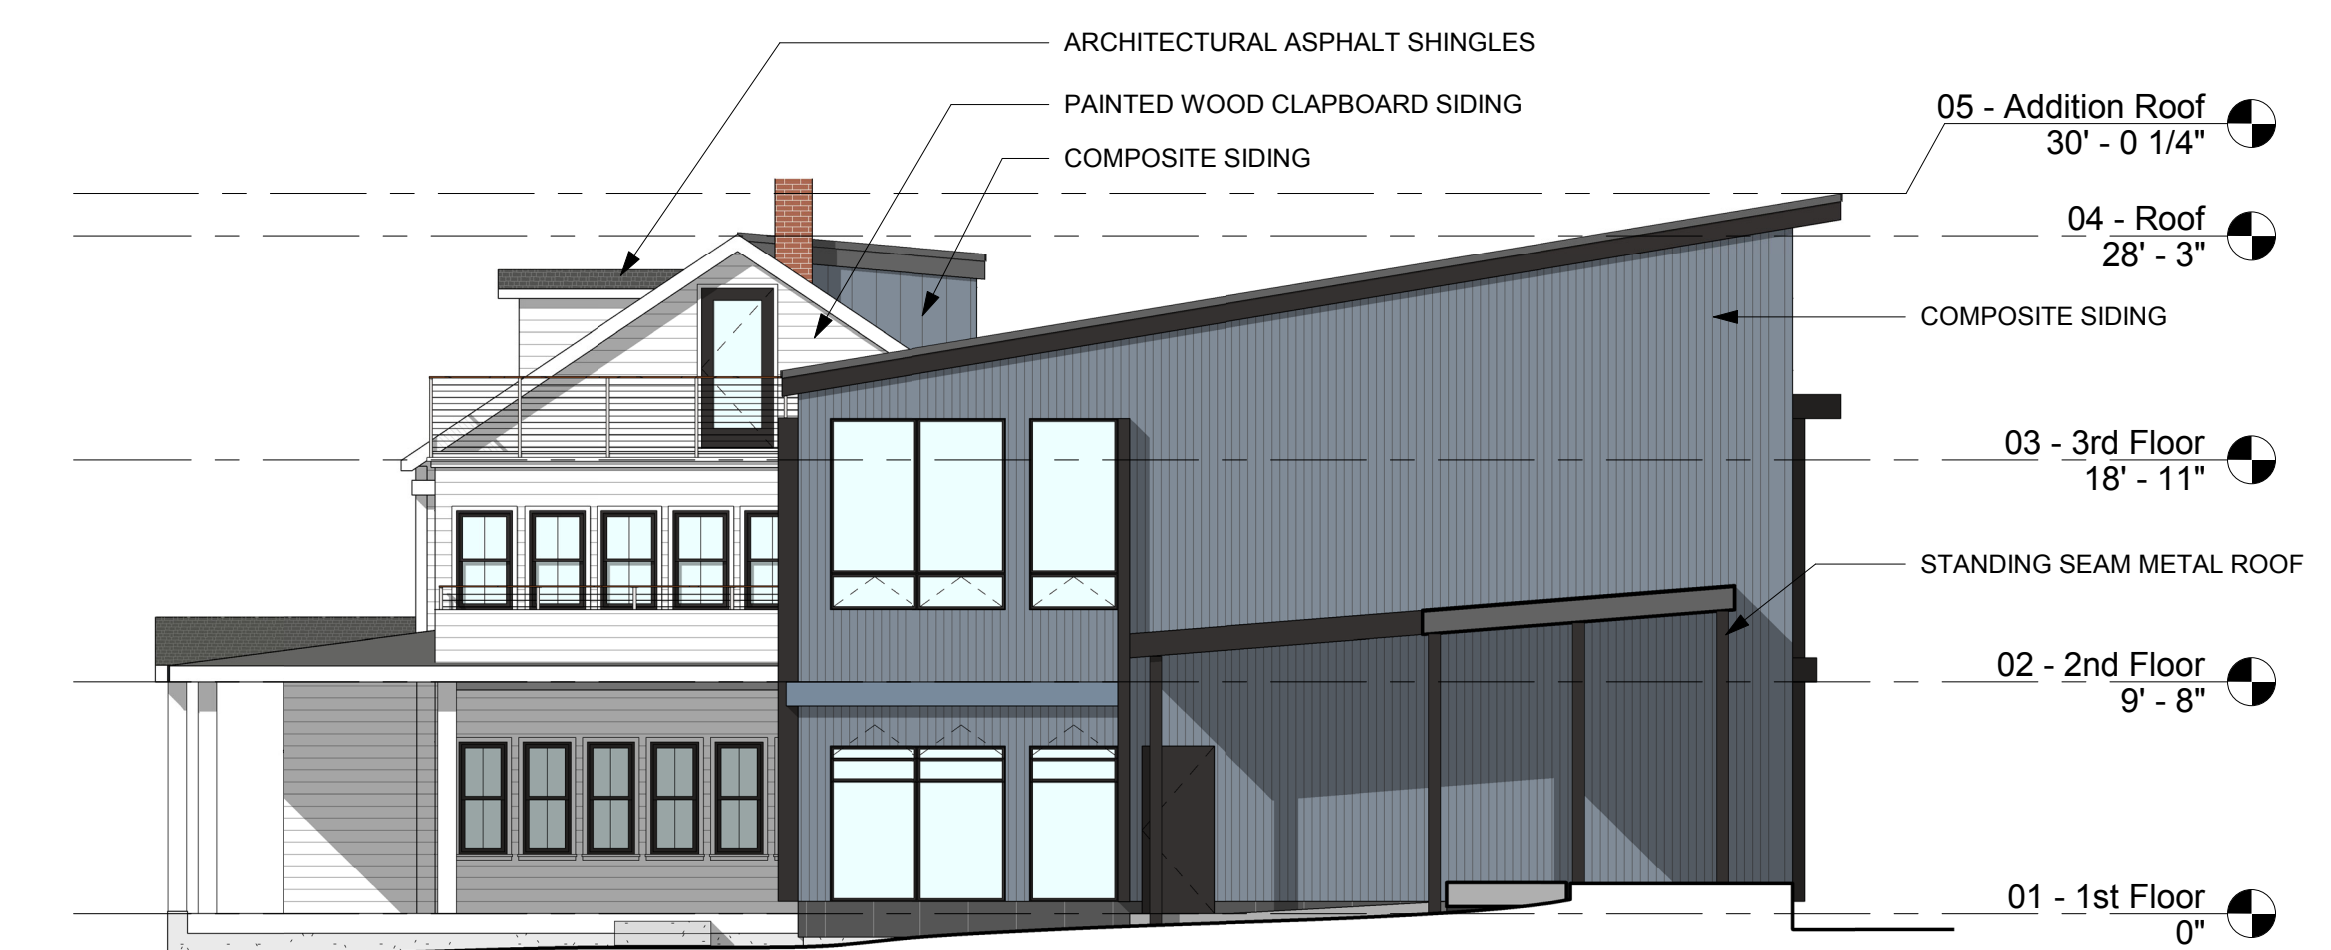 ARCHITECTURAL ASPHALT SHINGLES
PAINTED WOOD CLAPBOARD SIDING
COMPOSITE SIDING
05 - Addition Roof
30' - 0 1/4"
04 - Roof
28' - 3"
COMPOSITE SIDING
03 - 3rd Floor
18' - 11"
STANDING SEAM METAL ROOF
02 - 2nd Floor
9' - 8"
01 - 1st Floor
0"